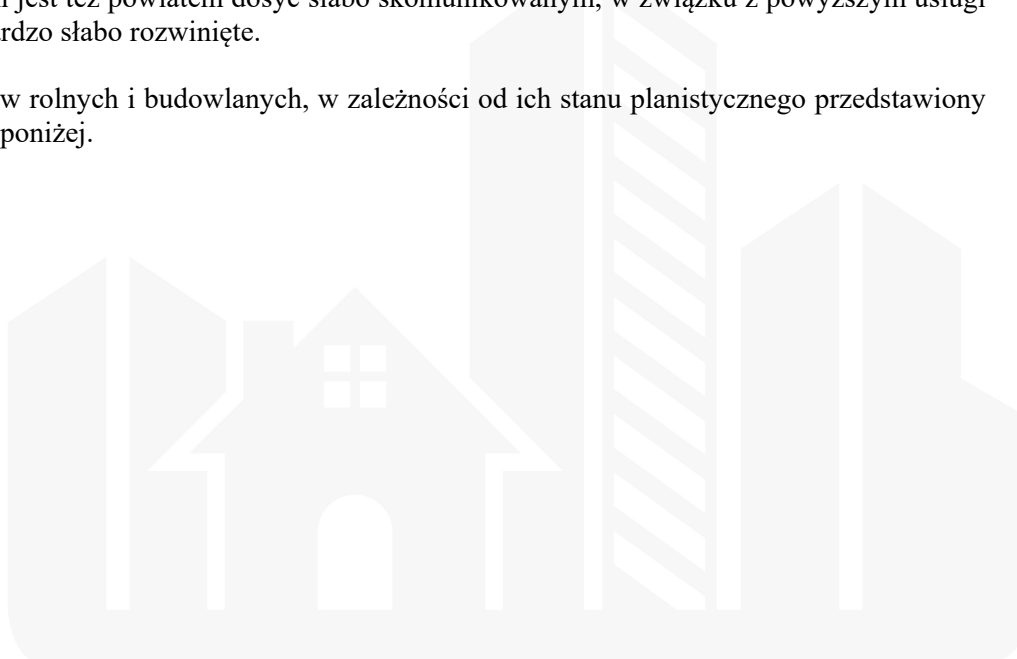 jest też powiatem dosyć słabo skomunikowanym, w związku z powyższym usługi
rdzo słabo rozwinięte.
w rolnych i budowlanych, w zależności od ich stanu planistycznego przedstawiony
poniżej.